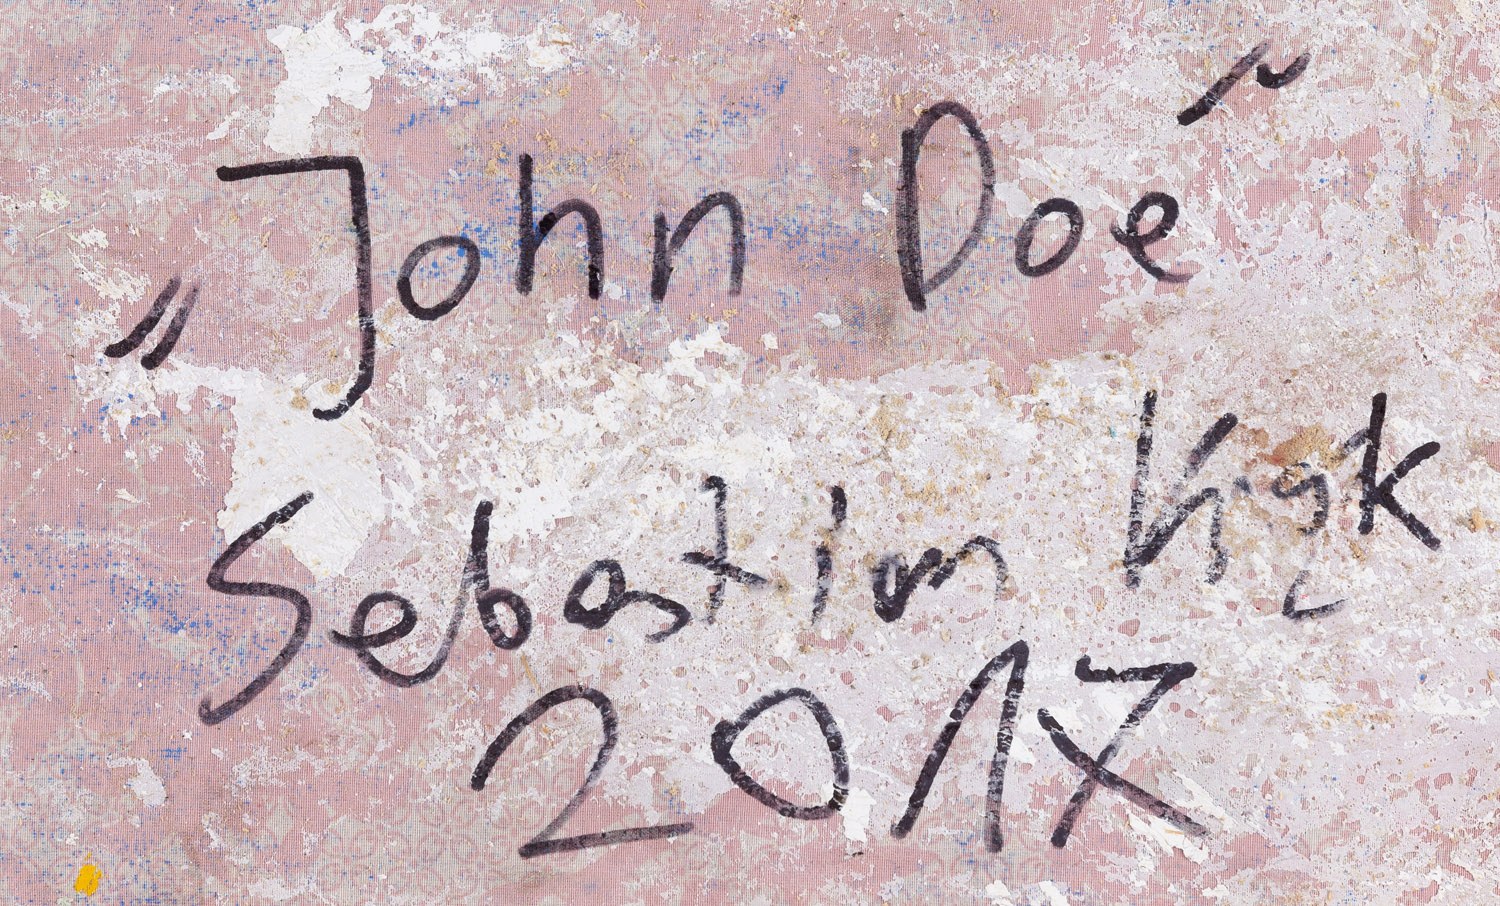 „John Doe“
Sebastian
2017